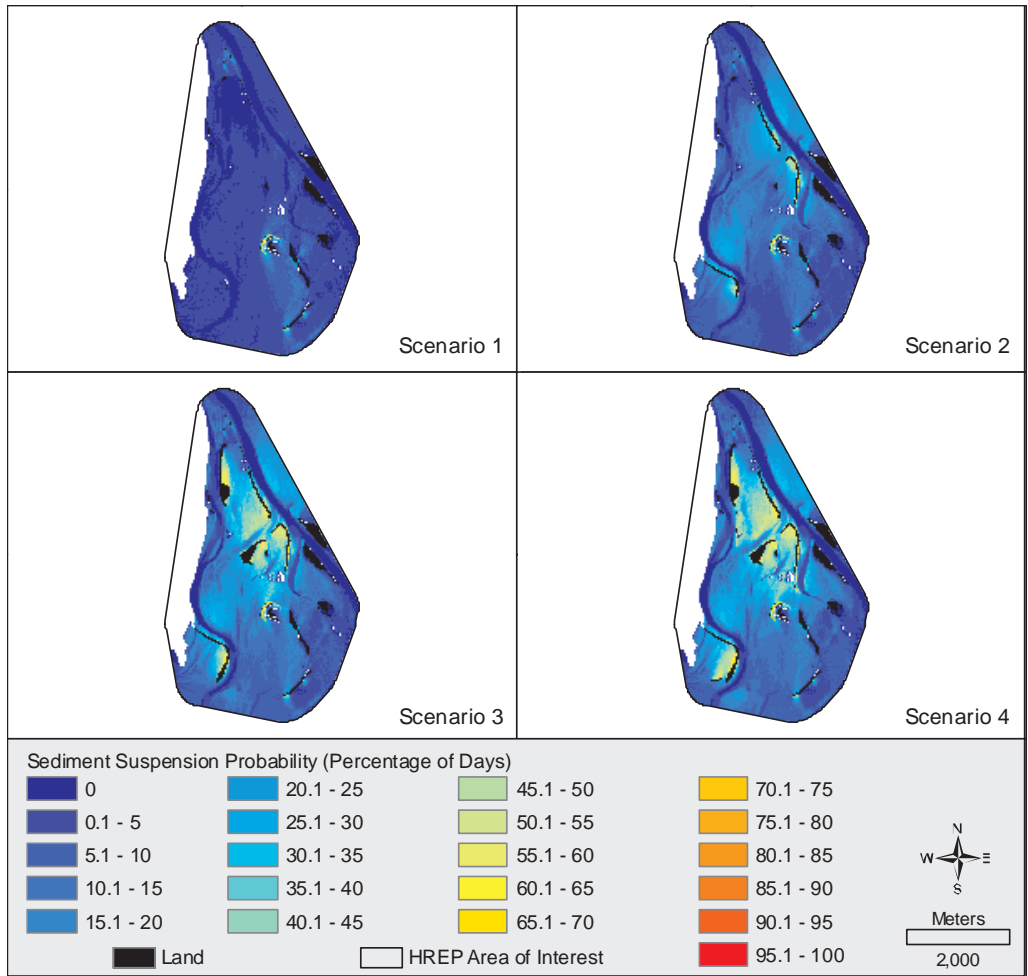 Scenario 1
Scenario 2
Scenario 3
Scenario 4
Sediment Suspension Probability (Percentage of Days)
0
0.1 - 5
5.1 - 10
10.1 - 15
15.1 - 20
20.1 - 25
25.1 - 30
30.1 - 35
35.1 - 40
40.1 - 45
45.1 - 50
50.1 - 55
55.1 - 60
60.1 - 65
65.1 - 70
70.1 - 75
75.1 - 80
80.1 - 85
85.1 - 90
90.1 - 95
95.1 - 100
Land
HREP Area of Interest
N
W E
S
Meters
2,000